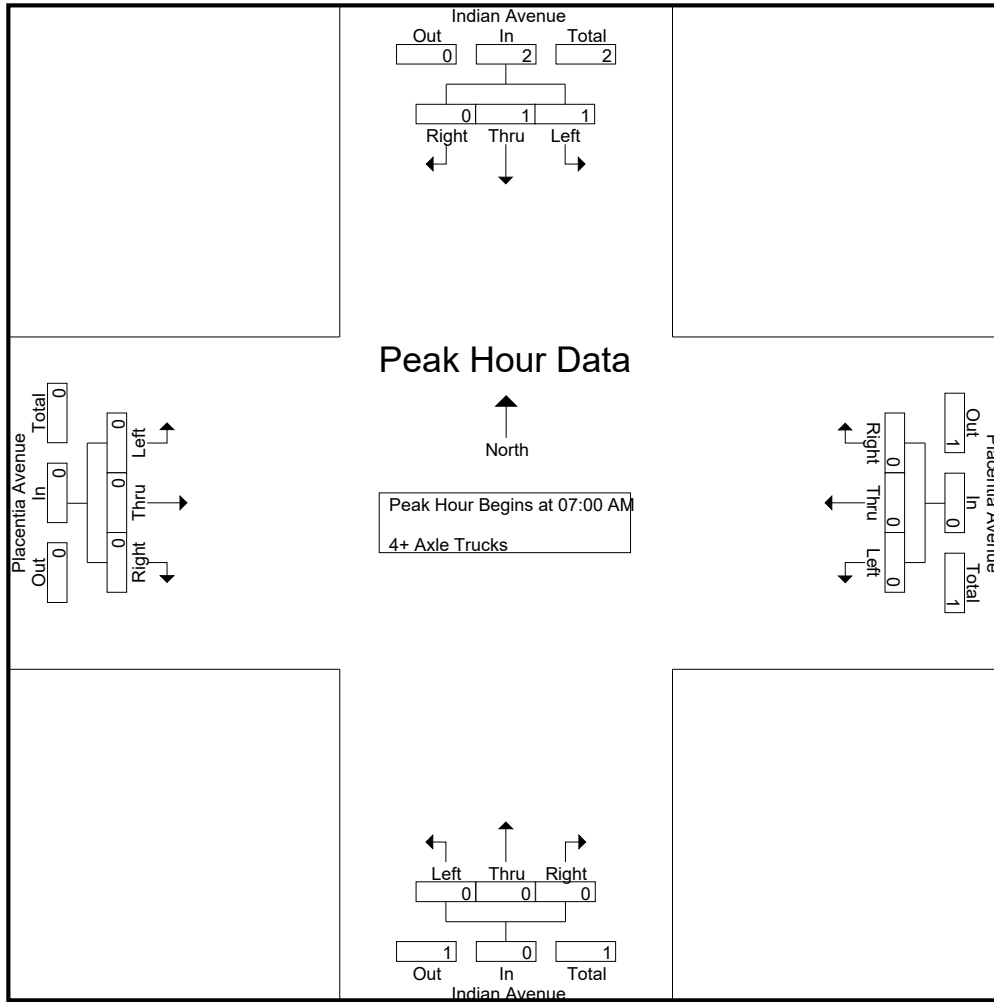 Indian Avenue
Out In Total
0 2 2
0 1 1
Right Thru Left
Peak Hour Data
North
Peak Hour Begins at 07:00 AM
4+ Axle Trucks
Placentia Avenue
Total In Out
0 0 0
0 0 0
Left Thru Right
Placentia Avenue
Out In Total
1 0 1
0 0 0
Right Thru Left
Left Thru Right
0 0 0
1 0 1
Out In Total
Indian Avenue